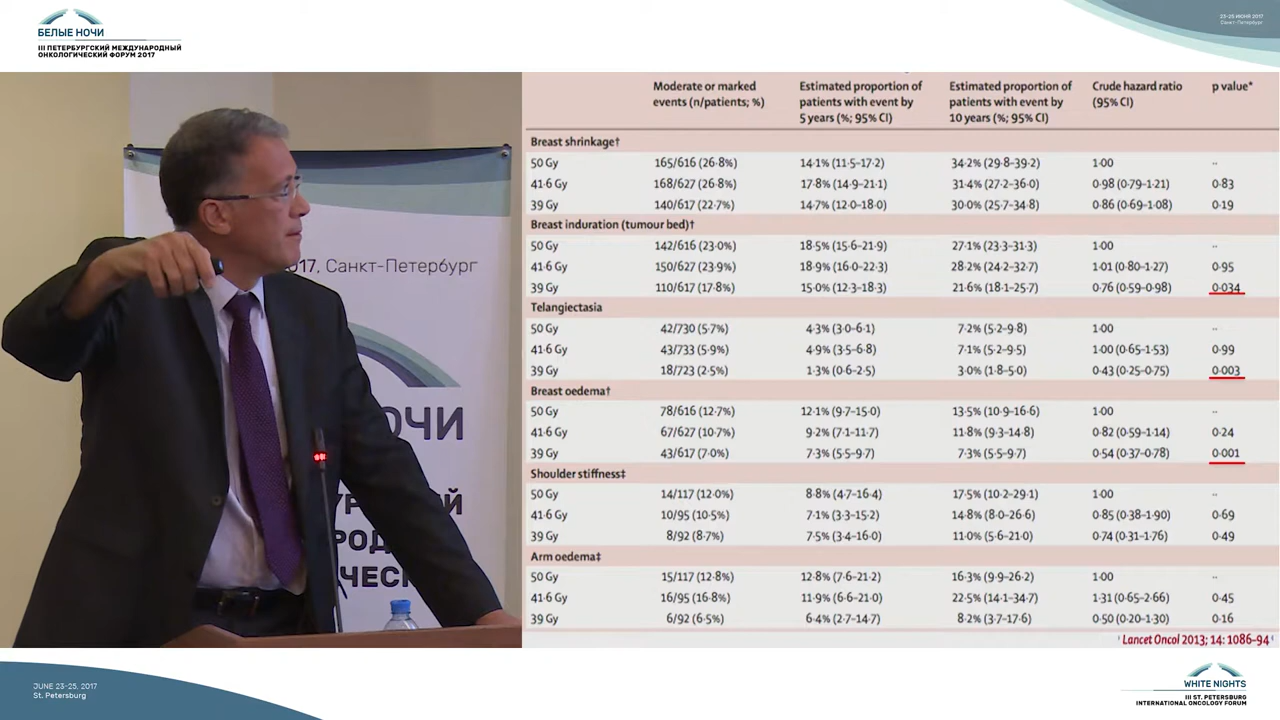 БЕЛЫЕ НОЧИ
III ПЕТЕРБУРГСКИЙ МЕЖДУНАРОДНЫЙ
ОНКОЛОГИЧЕСКИЙ ФОРУМ 2017
23-25 ИЮНЯ 2017
Санкт-Петербург
017, Санкт-Петербург
НОЧИ
Moderate or marked events (n/patients; %) Estimated proportion of patients with event by 5 years (%; 95% CI) Estimated proportion of patients with event by 10 years (%; 95% CI) Crude hazard ratio (95% CI) p value*
Breast shrinkage†
50 Gy 165/616 (26·8%) 14·1% (11·5–17·2) 34·2% (29·8–39·2) 1·00 ..
41·6 Gy 168/627 (26·8%) 17·8% (14·9–21·1) 31·4% (27·2–36·0) 0·98 (0·79–1·21) 0·83
39 Gy 140/617 (22·7%) 14·7% (12·0–18·0) 30·0% (25·7–34·8) 0·86 (0·69–1·08) 0·19
Breast induration (tumour bed)†
50 Gy 142/616 (23·0%) 18·5% (15·6–21·9) 27·1% (23·3–31·3) 1·00 ..
41·6 Gy 150/627 (23·9%) 18·9% (16·0–22·3) 28·2% (24·2–32·7) 1·01 (0·80–1·27) 0·95
39 Gy 110/617 (17·8%) 15·0% (12·3–18·3) 21·6% (18·1–25·7) 0·76 (0·59–0·98) 0·034
Telangiectasia
50 Gy 42/730 (5·7%) 4·3% (3·0–6·1) 7·2% (5·2–9·8) 1·00 ..
41·6 Gy 43/733 (5·9%) 4·9% (3·5–6·8) 7·1% (5·2–9·5) 1·00 (0·65–1·53) 0·99
39 Gy 18/723 (2·5%) 1·3% (0·6–2·5) 3·0% (1·8–5·0) 0·43 (0·25–0·75) 0·003
Breast oedema†
50 Gy 78/616 (12·7%) 12·1% (9·7–15·0) 13·5% (10·9–16·6) 1·00 ..
41·6 Gy 67/627 (10·7%) 9·2% (7·1–11·7) 11·8% (9·3–14·8) 0·82 (0·59–1·14) 0·24
39 Gy 43/617 (7·0%) 7·3% (5·5–9·7) 7·3% (5·5–9·7) 0·54 (0·37–0·78) 0·001
Shoulder stiffness‡
50 Gy 14/117 (12·0%) 8·8% (4·7–16·4) 17·5% (10·2–29·1) 1·00 ..
41·6 Gy 10/95 (10·5%) 7·1% (3·3–15·2) 14·8% (8·0–26·6) 0·85 (0·38–1·90) 0·69
39 Gy 8/92 (8·7%) 7·5% (3·4–16·0) 11·0% (5·6–21·0) 0·74 (0·31–1·76) 0·49
Arm oedema‡
50 Gy 15/117 (12·8%) 12·8% (7·6–21·2) 16·3% (9·9–26·2) 1·00 ..
41·6 Gy 16/95 (16·8%) 11·9% (6·6–21·0) 22·5% (14·1–34·7) 1·31 (0·65–2·66) 0·45
39 Gy 6/92 (6·5%) 6·4% (2·7–14·7) 8·2% (3·7–17·6) 0·50 (0·20–1·30) 0·16
Lancet Oncol 2013; 14: 1086–94
JUNE 23-25, 2017
St. Petersburg
WHITE NIGHTS
III ST. PETERSBURG
INTERNATIONAL ONCOLOGY FORUM